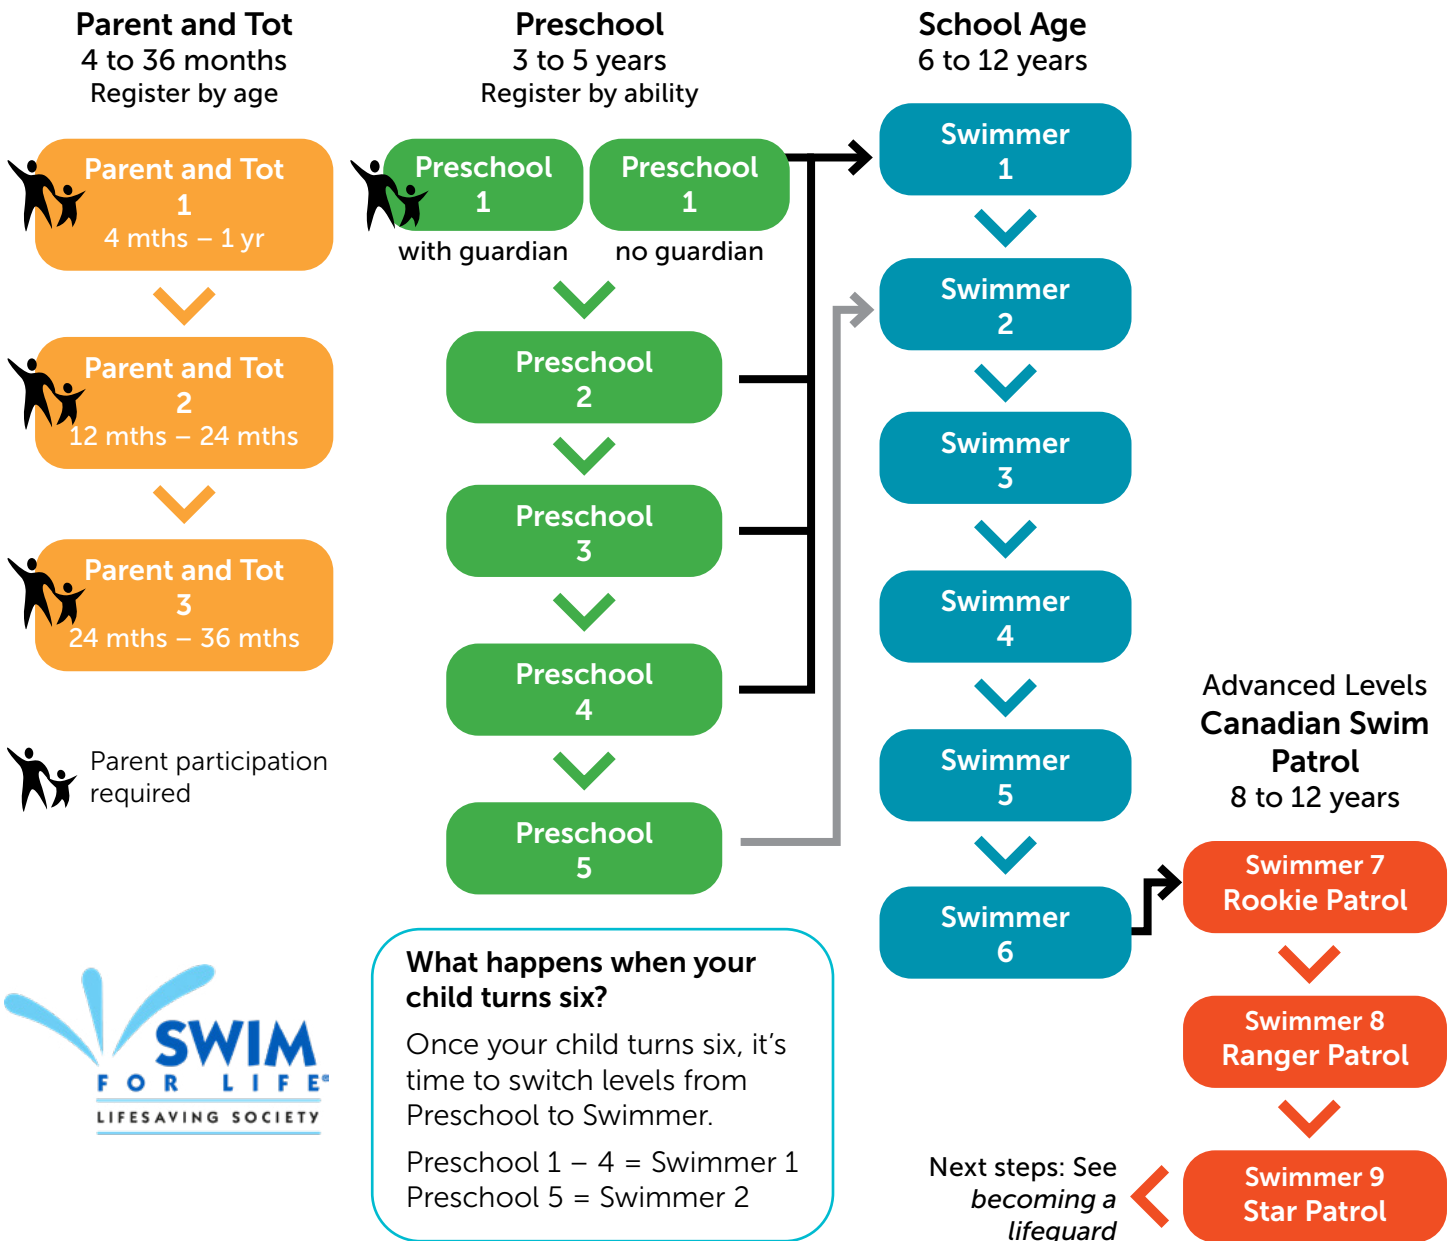 Parent and Tot
4 to 36 months
Register by age
Parent and Tot
1
4 mths – 1 yr
Parent and Tot
2
12 mths – 24 mths
Parent and Tot
3
24 mths – 36 mths
Parent participation
required
SWIM
FOR LIFE®
LIFESAVING SOCIETY
Preschool
3 to 5 years
Register by ability
Preschool
1
with guardian
Preschool
1
no guardian
Preschool
2
Preschool
3
Preschool
4
Preschool
5
What happens when your
child turns six?
Once your child turns six, it’s
time to switch levels from
Preschool to Swimmer.
Preschool 1 – 4 = Swimmer 1
Preschool 5 = Swimmer 2
School Age
6 to 12 years
Swimmer
1
Swimmer
2
Swimmer
3
Swimmer
4
Swimmer
5
Swimmer
6
Advanced Levels
Canadian Swim
Patrol
8 to 12 years
Swimmer 7
Rookie Patrol
Swimmer 8
Ranger Patrol
Swimmer 9
Star Patrol
Next steps: See
becoming a
lifeguard